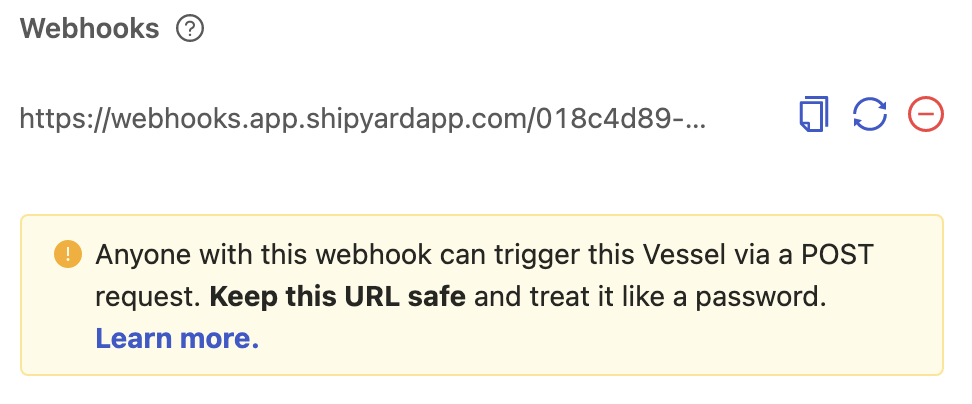 Webhooks ?
https://webhooks.app.shipyardapp.com/018c4d89-...
! Anyone with this webhook can trigger this Vessel via a POST
request. Keep this URL safe and treat it like a password.
Learn more.